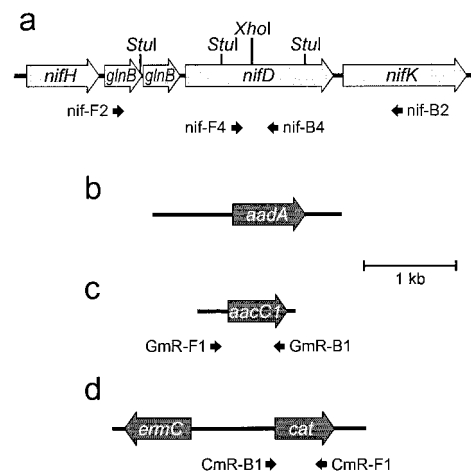 a
XhoI
StuI StuI StuI
nifH glnB glnB nifD nifK
nif-F2 nif-F4 nif-B4 nif-B2
b
aadA
1 kb
c
aacC1
GmR-F1 GmR-B1
d
ermC cat
CmR-B1 CmR-F1